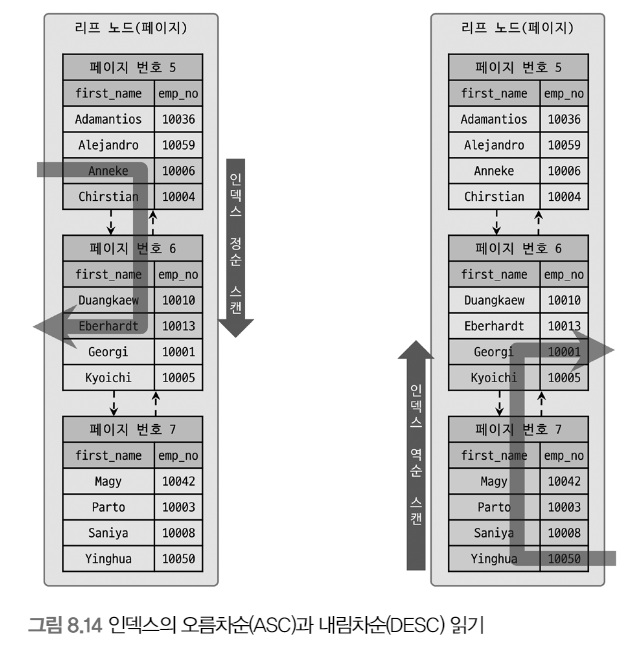 리프 노드(페이지)
페이지 번호 5
first_name emp_no
Adamantios 10036
Alejandro 10059
Anneke 10006
Chirstian 10004
페이지 번호 6
first_name emp_no
Duangkaew 10010
Eberhardt 10013
Georgi 10001
Kyoichi 10005
페이지 번호 7
first_name emp_no
Magy 10042
Parto 10003
Saniya 10008
Yinghua 10050
인덱스 정순 스캔
리프 노드(페이지)
페이지 번호 5
first_name emp_no
Adamantios 10036
Alejandro 10059
Anneke 10006
Chirstian 10004
페이지 번호 6
first_name emp_no
Duangkaew 10010
Eberhardt 10013
Georgi 10001
Kyoichi 10005
페이지 번호 7
first_name emp_no
Magy 10042
Parto 10003
Saniya 10008
Yinghua 10050
인덱스 역순 스캔
그림 8.14 인덱스의 오름차순(ASC)과 내림차순(DESC) 읽기